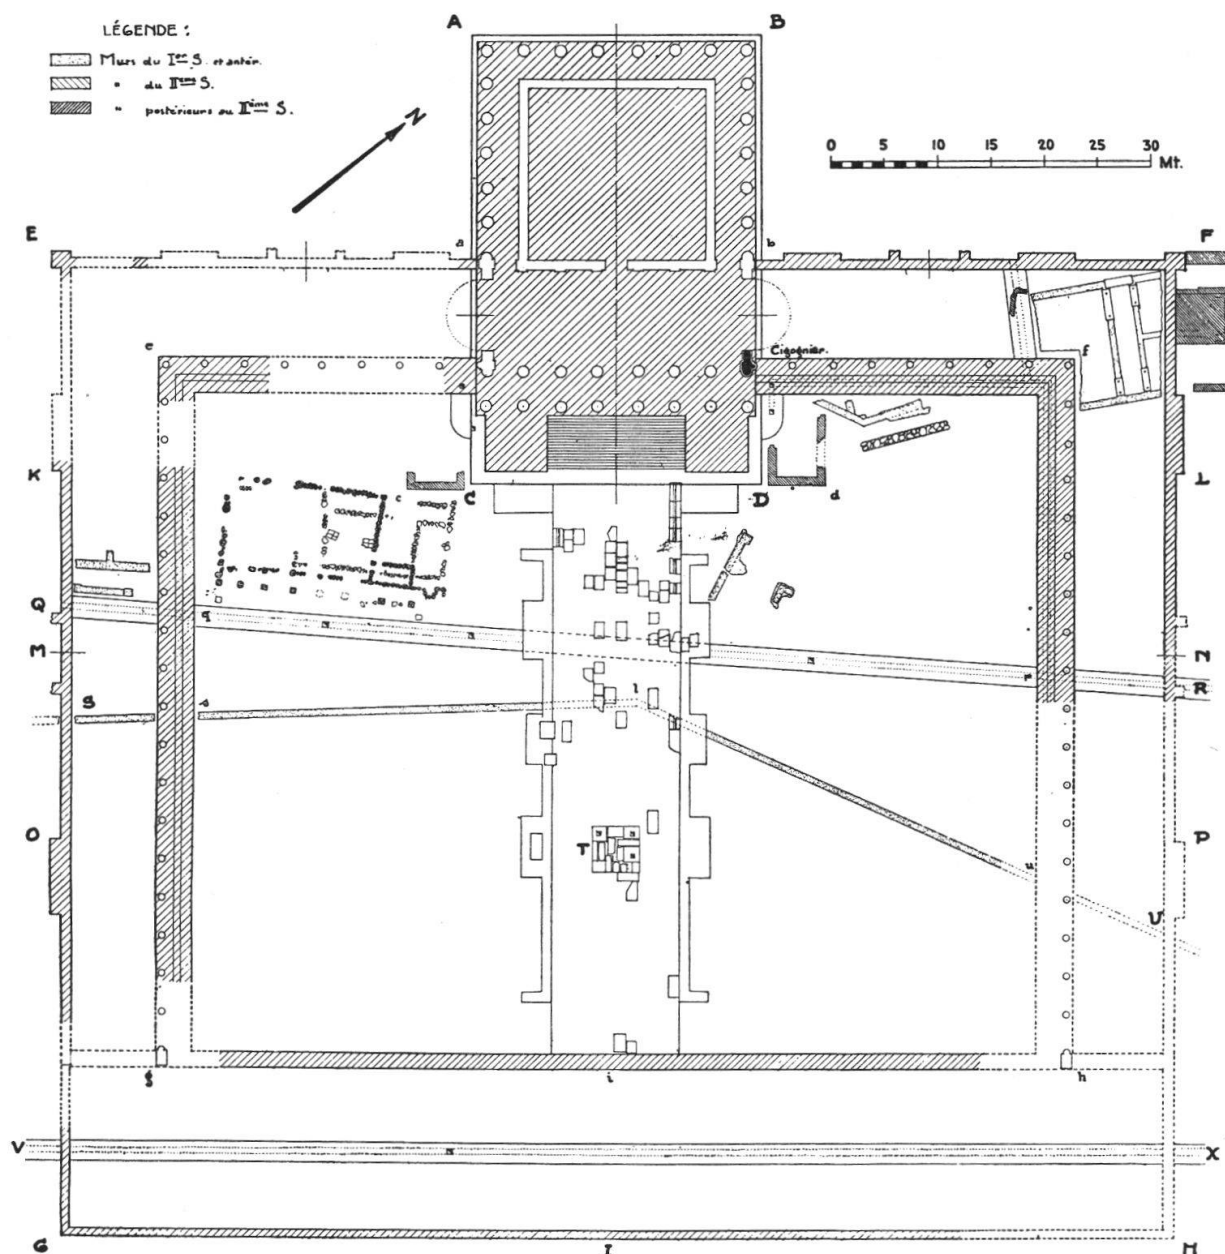 A B
LÉGENDE :
Murs du Ier S. et antér.
" du IIème S.
" postérieurs au IIème S.
N
0 5 10 15 20 25 30 Mt.
E F
a b
e Cigognier. f
K C D d L
c
Q q
M N
r R
S s l
O T P
u
U
g i h
V X
G I H